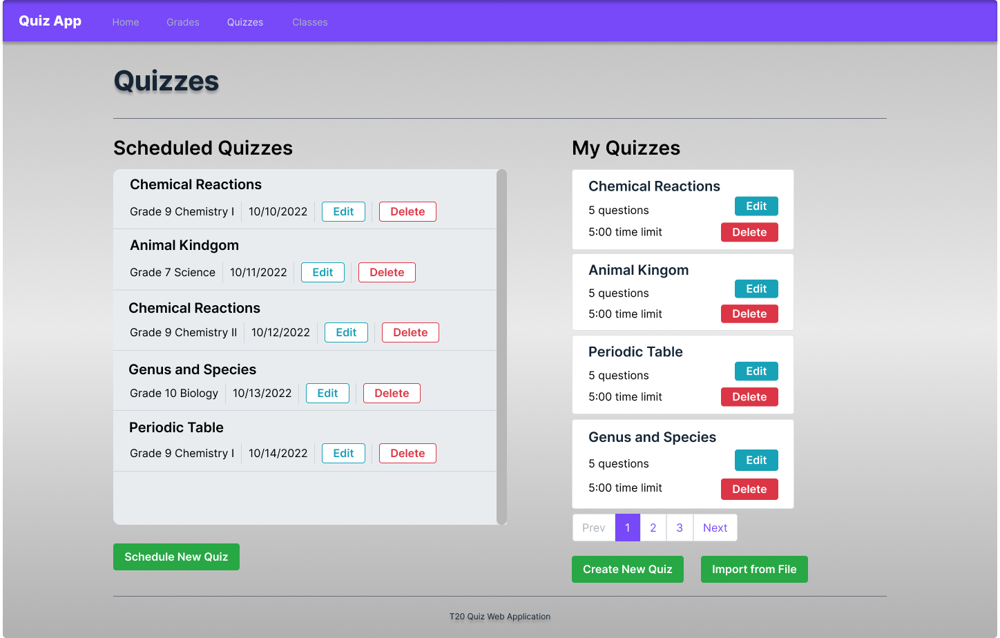 Quiz App Home Grades Quizzes Classes
Quizzes
Scheduled Quizzes
Chemical Reactions
Grade 9 Chemistry I 10/10/2022 Edit Delete
Animal Kindgom
Grade 7 Science 10/11/2022 Edit Delete
Chemical Reactions
Grade 9 Chemistry II 10/12/2022 Edit Delete
Genus and Species
Grade 10 Biology 10/13/2022 Edit Delete
Periodic Table
Grade 9 Chemistry I 10/14/2022 Edit Delete
Schedule New Quiz
My Quizzes
Chemical Reactions
5 questions Edit
5:00 time limit Delete
Animal Kingom
5 questions Edit
5:00 time limit Delete
Periodic Table
5 questions Edit
5:00 time limit Delete
Genus and Species
5 questions Edit
5:00 time limit Delete
Prev 1 2 3 Next
Create New Quiz Import from File
T20 Quiz Web Application